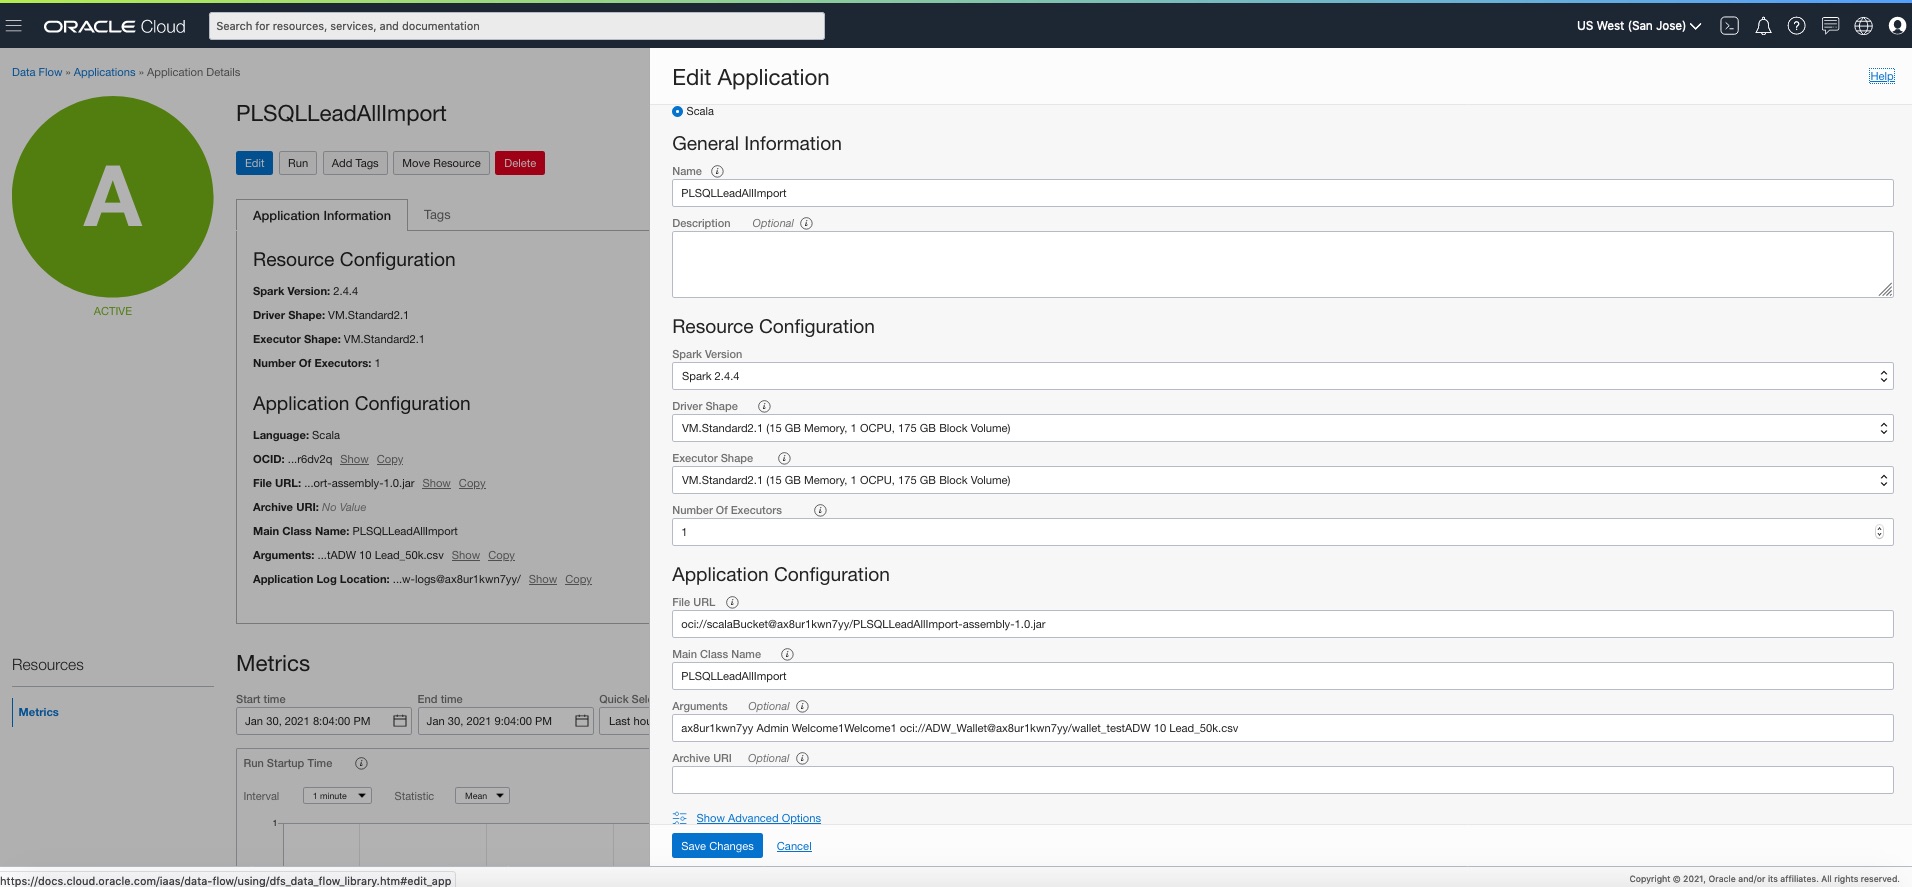 ORACLE Cloud
Search for resources, services, and documentation
US West (San Jose)
Data Flow » Applications » Application Details
A
ACTIVE
PLSQLLeadAllImport
Edit
Run
Add Tags
Move Resource
Delete
Application Information
Tags
Resource Configuration
Spark Version: 2.4.4
Driver Shape: VM.Standard2.1
Executor Shape: VM.Standard2.1
Number Of Executors: 1
Application Configuration
Language: Scala
OCID: ...r6dv2q Show Copy
File URL: ...ort-assembly-1.0.jar Show Copy
Archive URI: No Value
Main Class Name: PLSQLLeadAllImport
Arguments: ...tADW 10 Lead_50k.csv Show Copy
Application Log Location: ...w-logs@ax8ur1kwn7yy/ Show Copy
Resources
Metrics
Metrics
Start time
End time
Quick Sele
Jan 30, 2021 8:04:00 PM
Jan 30, 2021 9:04:00 PM
Last hou
Run Startup Time
Interval
1 minute
Statistic
Mean
1
Edit Application
Help
Scala
General Information
Name
PLSQLLeadAllImport
Description Optional
Resource Configuration
Spark Version
Spark 2.4.4
Driver Shape
VM.Standard2.1 (15 GB Memory, 1 OCPU, 175 GB Block Volume)
Executor Shape
VM.Standard2.1 (15 GB Memory, 1 OCPU, 175 GB Block Volume)
Number Of Executors
1
Application Configuration
File URL
oci://scalaBucket@ax8ur1kwn7yy/PLSQLLeadAllImport-assembly-1.0.jar
Main Class Name
PLSQLLeadAllImport
Arguments Optional
ax8ur1kwn7yy Admin Welcome1Welcome1 oci://ADW_Wallet@ax8ur1kwn7yy/wallet_testADW 10 Lead_50k.csv
Archive URI Optional
Show Advanced Options
Save Changes
Cancel
https://docs.cloud.oracle.com/iaas/data-flow/using/dfs_data_flow_library.htm#edit_app
Copyright © 2021, Oracle and/or its affiliates. All rights reserved.